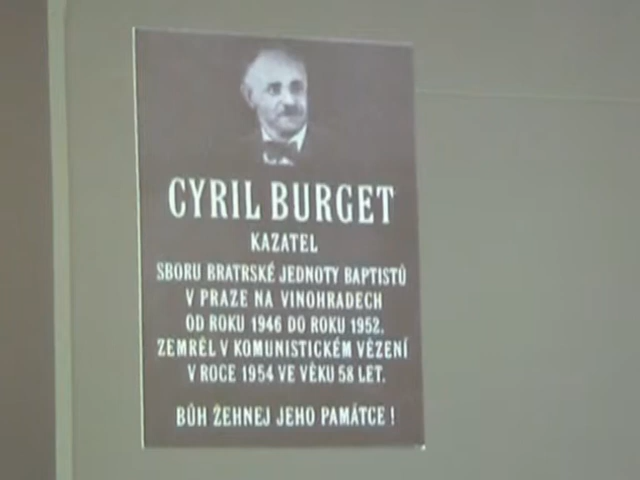 CYRIL BURGET
KAZATEL
SBORU BRATRSKÉ JEDNOTY BAPTISTŮ
V PRAZE NA VINOHRADECH
OD ROKU 1946 DO ROKU 1952.
ZEMŘEL V KOMUNISTICKÉM VĚZENÍ
V ROCE 1954 VE VĚKU 58 LET.
BŮH ŽEHNEJ JEHO PAMÁTCE !